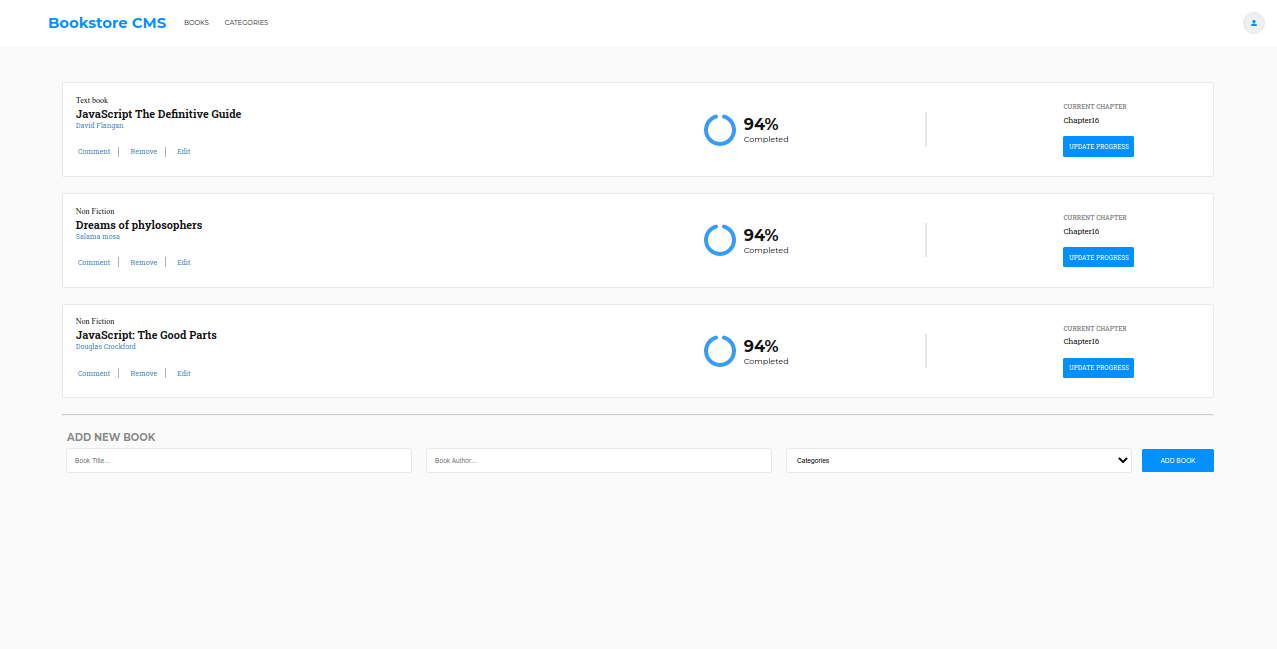 Bookstore CMS BOOKS CATEGORIES
Text book
JavaScript The Definitive Guide
David Flangan
Comment Remove Edit
94%
Completed
CURRENT CHAPTER
Chapter16
UPDATE PROGRESS
Non Fiction
Dreams of phylosophers
Salama mosa
Comment Remove Edit
94%
Completed
CURRENT CHAPTER
Chapter16
UPDATE PROGRESS
Non Fiction
JavaScript: The Good Parts
Douglas Crockford
Comment Remove Edit
94%
Completed
CURRENT CHAPTER
Chapter16
UPDATE PROGRESS
ADD NEW BOOK
Book Title... Book Author... Categories ADD BOOK